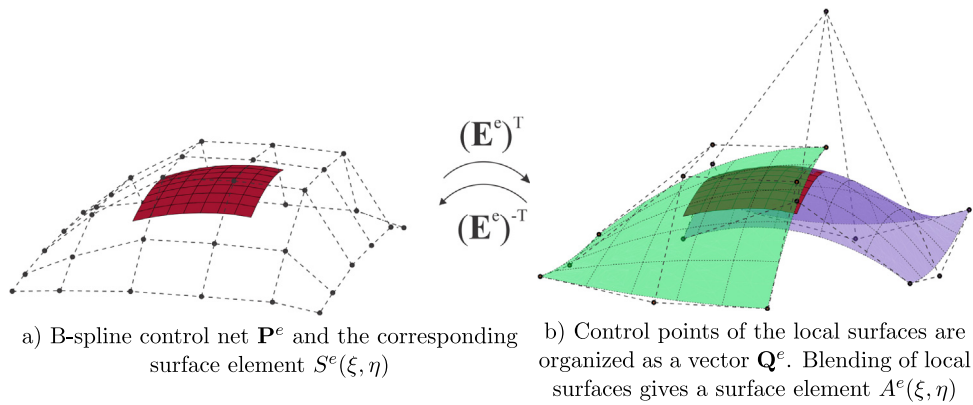 (E^e)^T
(E^e)^-T
a) B-spline control net P^e and the corresponding
surface element S^e(ξ, η)
b) Control points of the local surfaces are
organized as a vector Q^e. Blending of local
surfaces gives a surface element A^e(ξ, η)